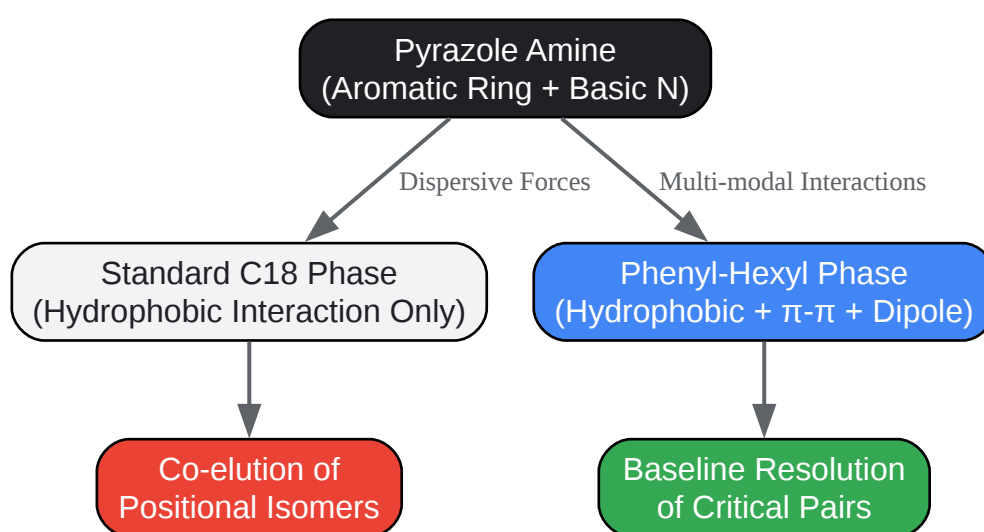 Pyrazole Amine
(Aromatic Ring + Basic N)
Dispersive Forces
Multi-modal Interactions
Standard C18 Phase
(Hydrophobic Interaction Only)
Phenyl-Hexyl Phase
(Hydrophobic + π-π + Dipole)
Co-elution of
Positional Isomers
Baseline Resolution
of Critical Pairs